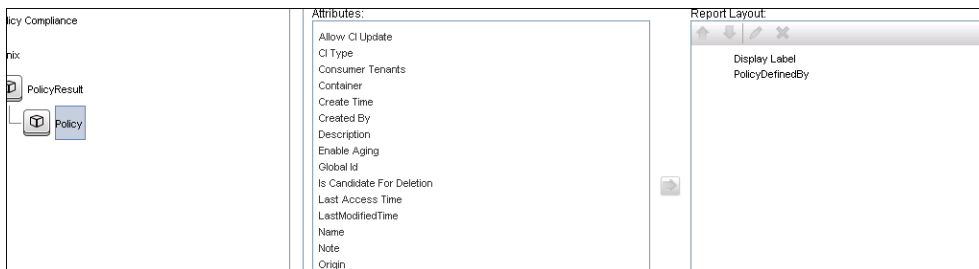 licy Compliance
nix
PolicyResult
Policy
Attributes:
Allow CI Update
CI Type
Consumer Tenants
Container
Create Time
Created By
Description
Enable Aging
Global Id
Is Candidate For Deletion
Last Access Time
LastModifiedTime
Name
Note
Origin
Report Layout:
Display Label
PolicyDefinedBy